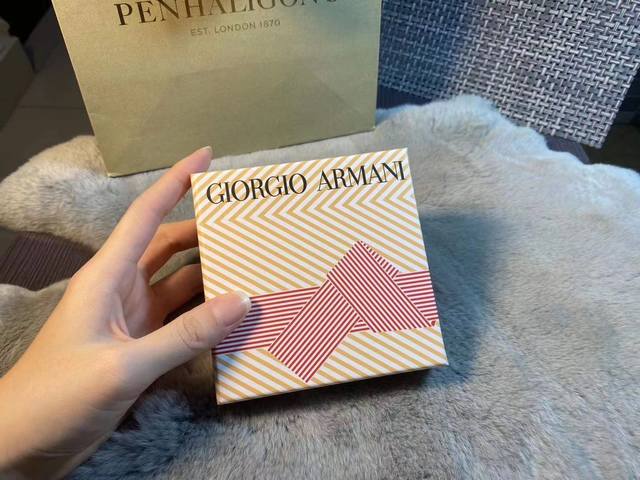 PENHALIGON'S
EST. LONDON 1870
GIORGIO ARMANI